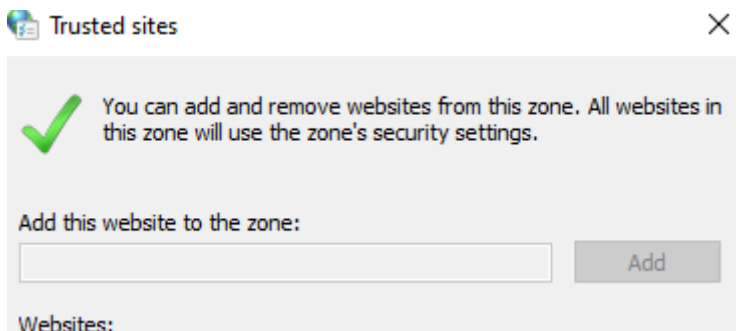 Trusted sites
You can add and remove websites from this zone. All websites in
this zone will use the zone's security settings.
Add this website to the zone:
Add
Websites: